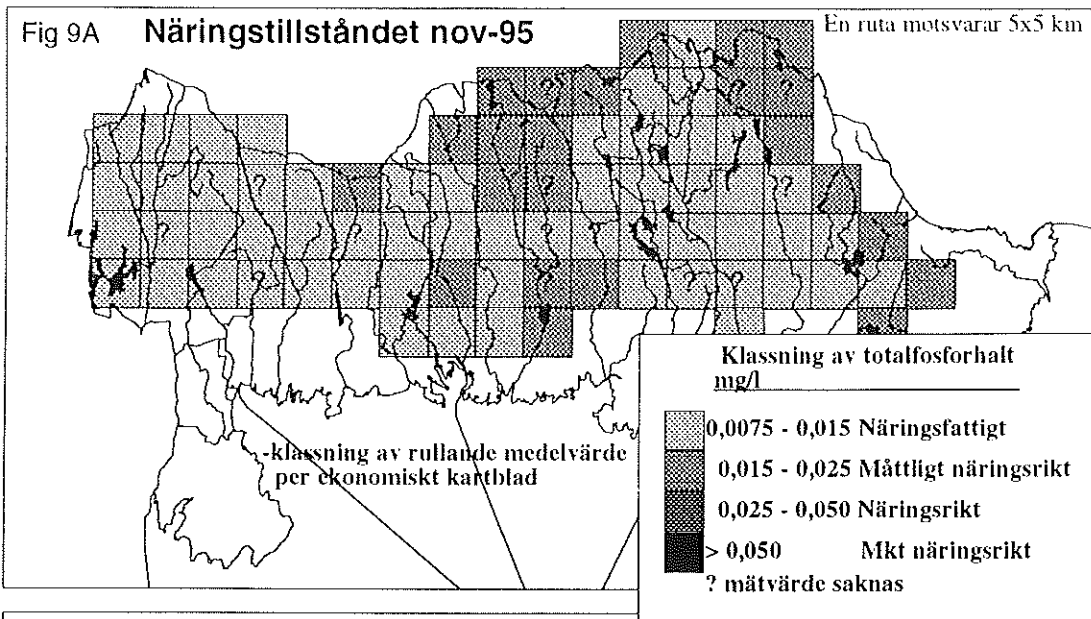 Fig 9A Näringstillståndet nov-95
En ruta motsvarar 5x5 km
? ? ?
?
? ? ??
? ?
? ? ? ?
-klassning av rullande medelvärde
per ekonomiskt kartblad
Klassning av totalfosforhalt
mg/l
0,0075 - 0,015 Näringsfattigt
0,015 - 0,025 Måttligt näringsrikt
0,025 - 0,050 Näringsrikt
> 0,050 Mkt näringsrikt
? mätvärde saknas